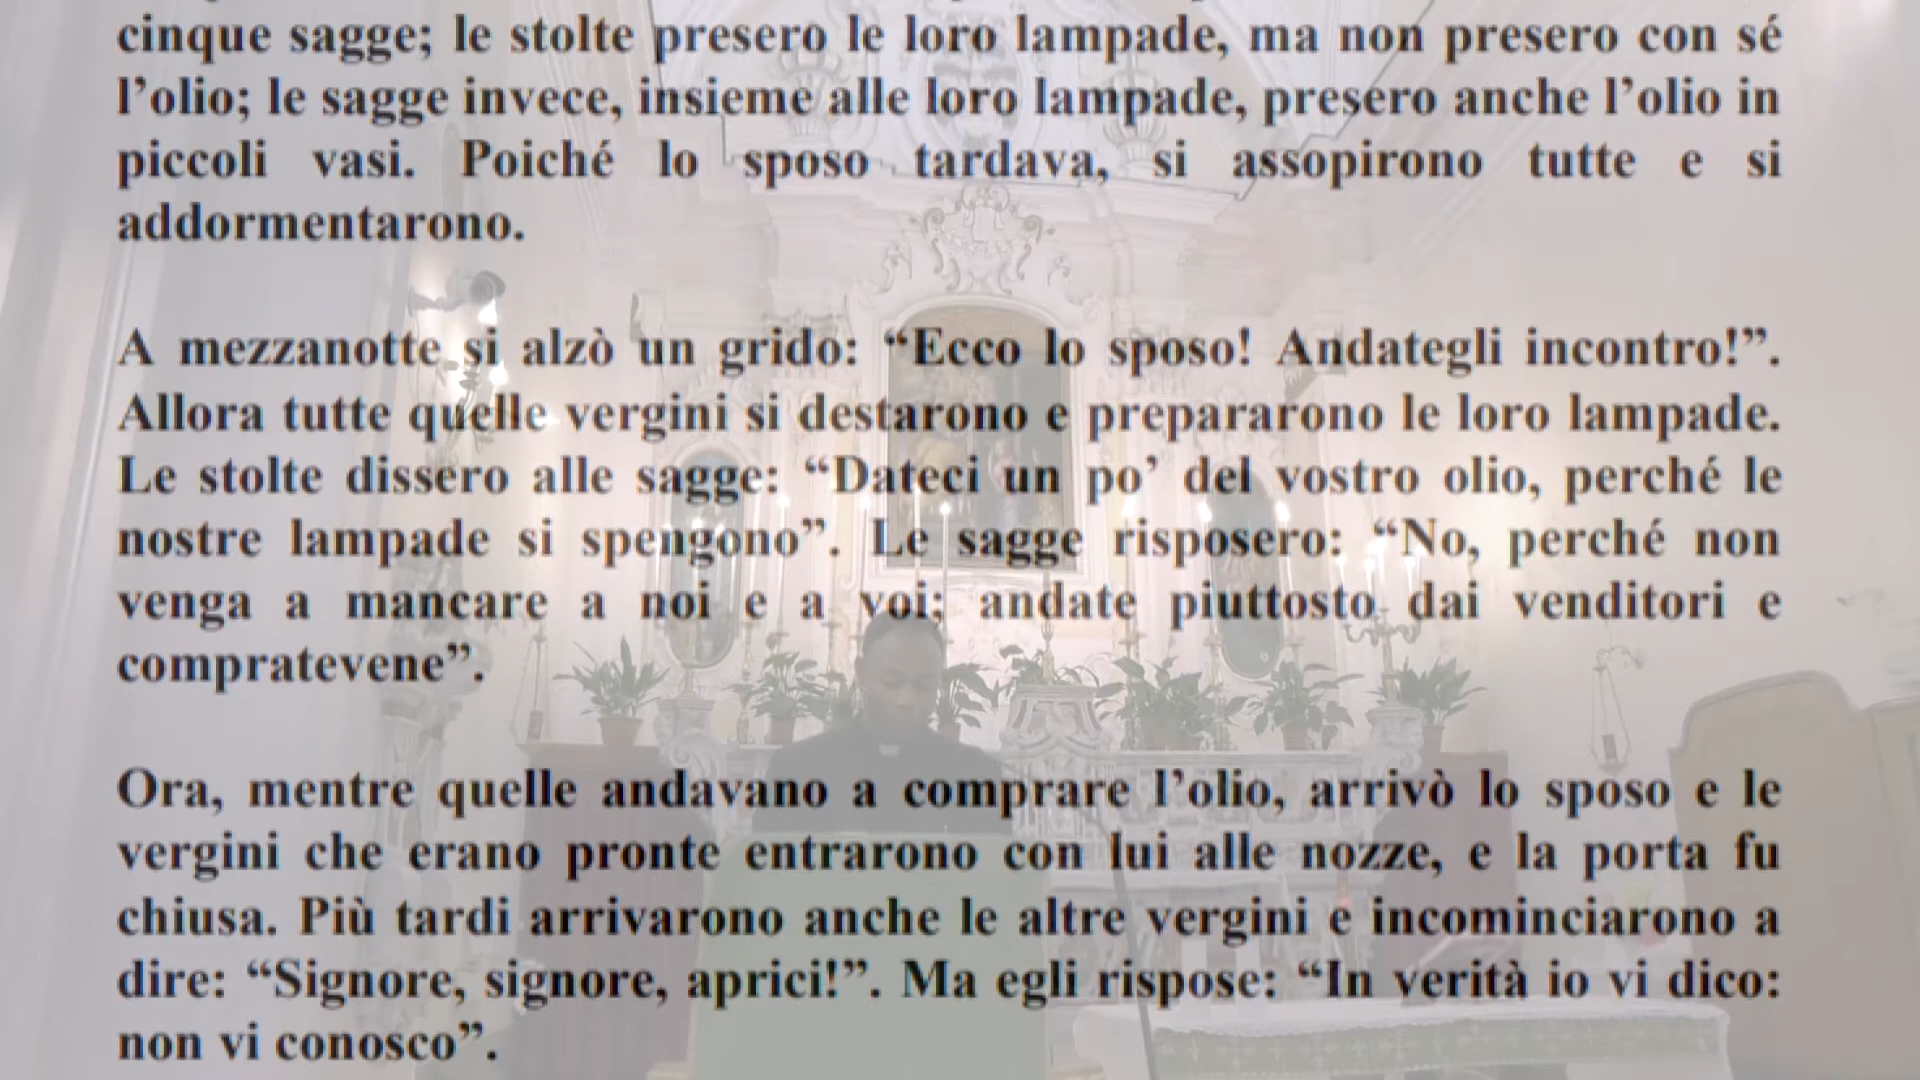 cinque sagge; le stolte presero le loro lampade, ma non presero con sé
l’olio; le sagge invece, insieme alle loro lampade, presero anche l’olio in
piccoli vasi. Poiché lo sposo tardava, si assopirono tutte e si
addormentarono.
A mezzanotte si alzò un grido: “Ecco lo sposo! Andategli incontro!”.
Allora tutte quelle vergini si destarono e prepararono le loro lampade.
Le stolte dissero alle sagge: “Dateci un po’ del vostro olio, perché le
nostre lampade si spengono”. Le sagge risposero: “No, perché non
venga a mancare a noi e a voi; andate piuttosto dai venditori e
compratevene”.
Ora, mentre quelle andavano a comprare l’olio, arrivò lo sposo e le
vergini che erano pronte entrarono con lui alle nozze, e la porta fu
chiusa. Più tardi arrivarono anche le altre vergini e incominciarono a
dire: “Signore, signore, aprici!”. Ma egli rispose: “In verità io vi dico:
non vi conosco”.